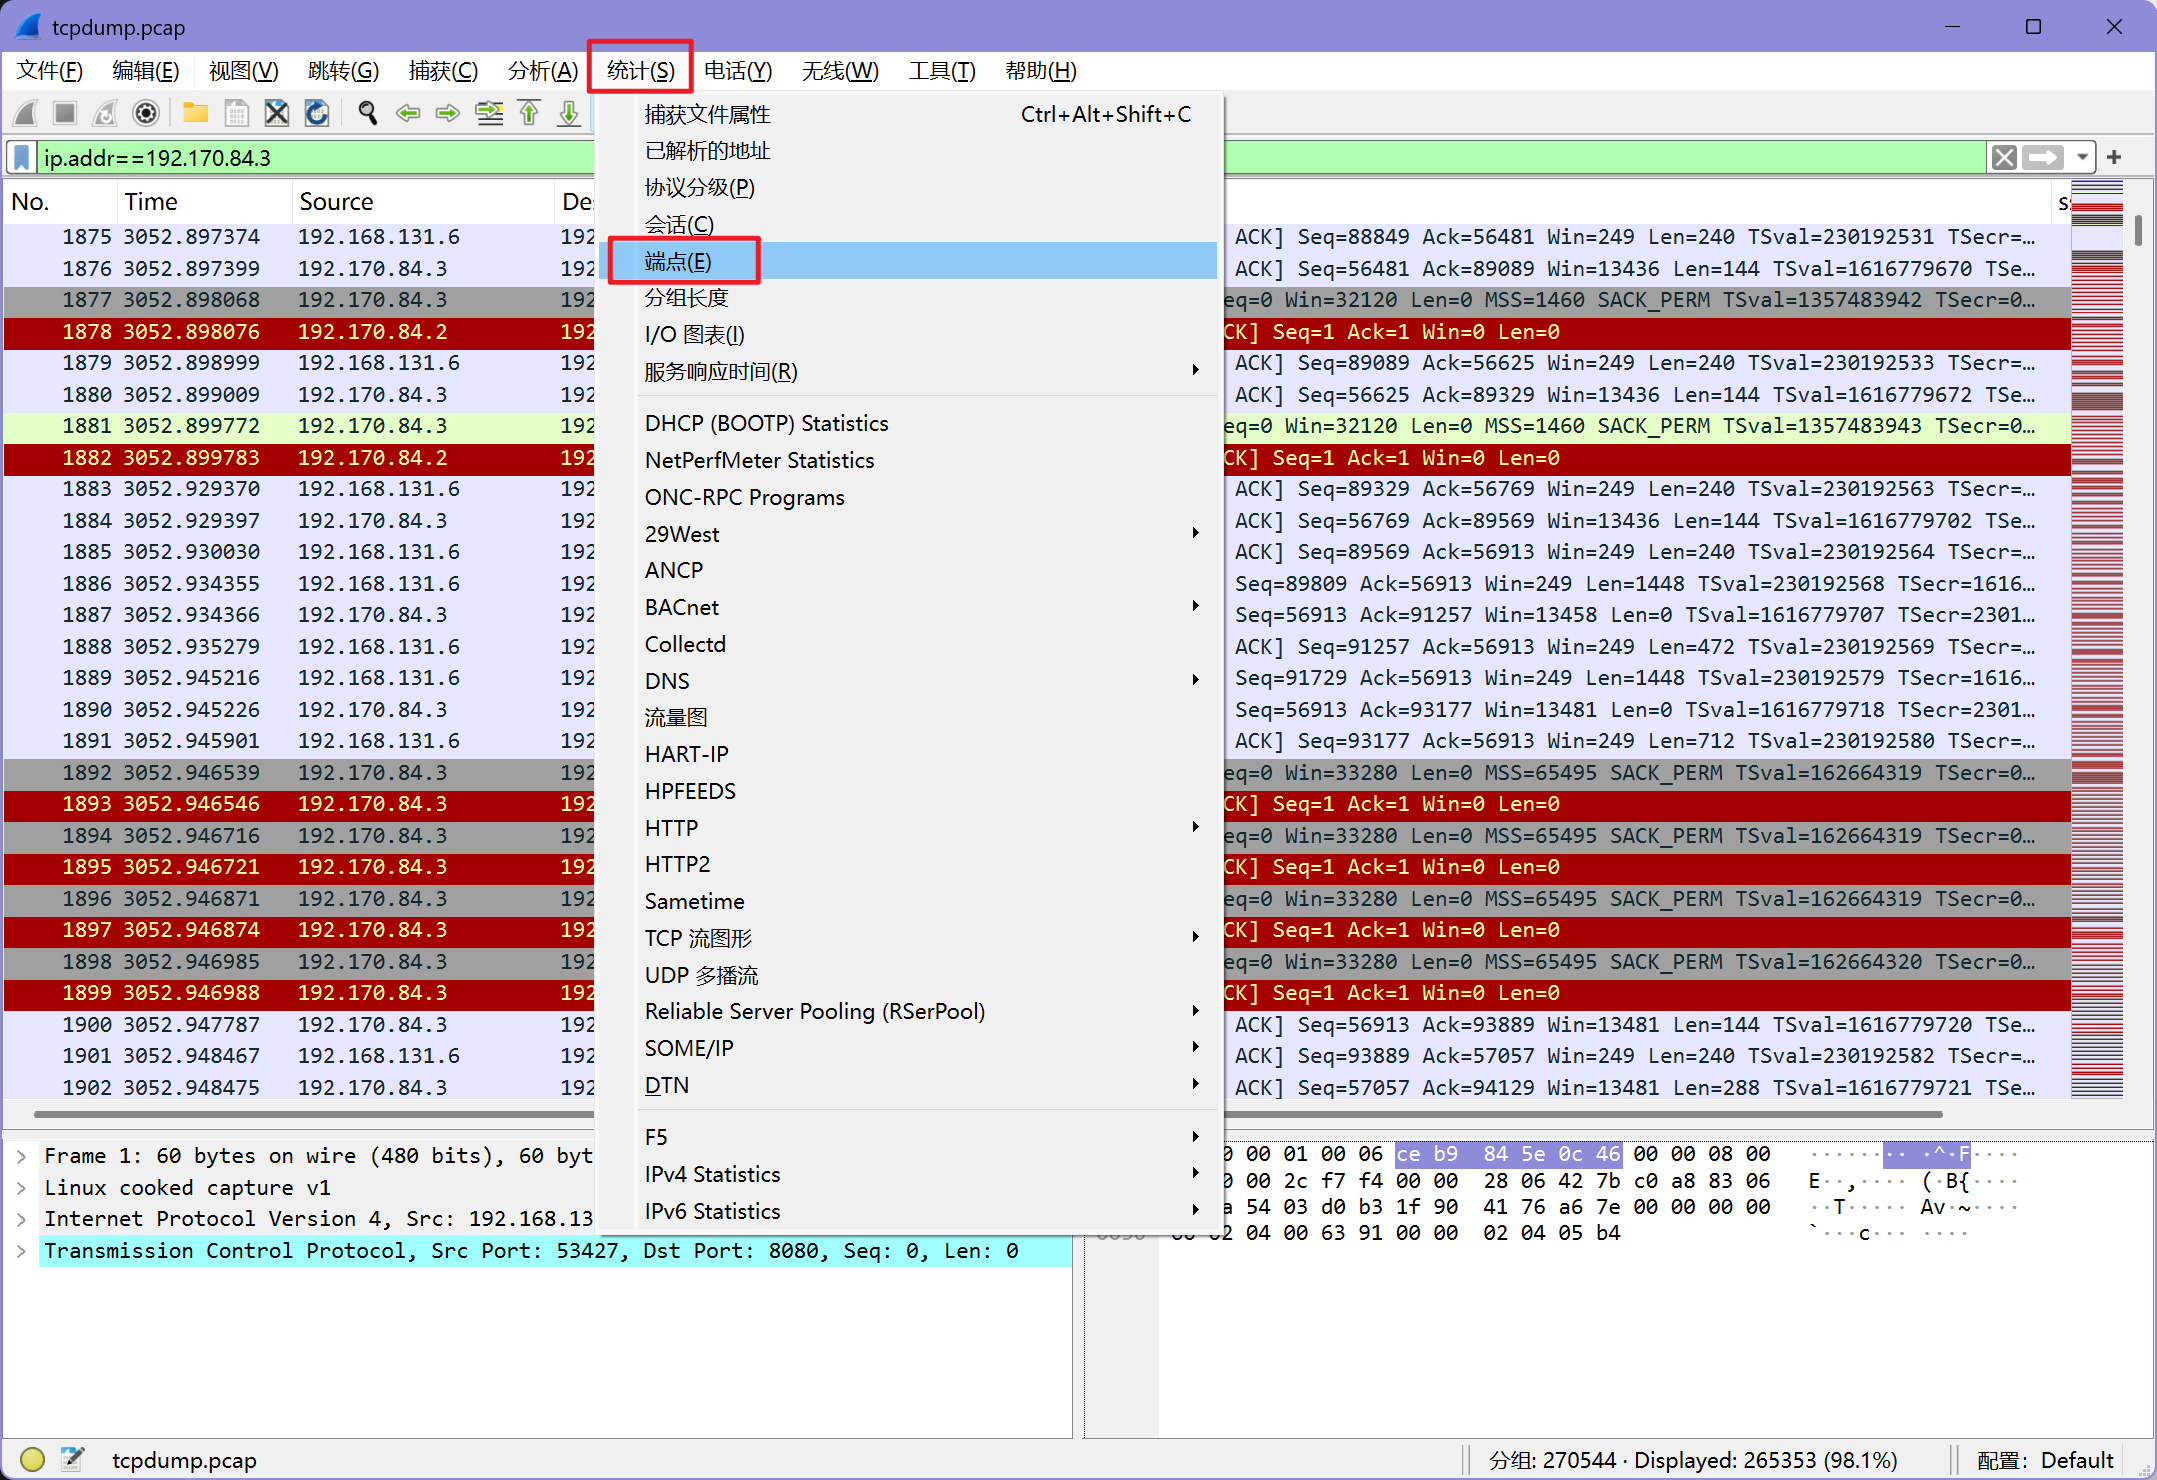 tcpdump.pcap
文件(F) 编辑(E) 视图(V) 跳转(G) 捕获(C) 分析(A) 统计(S) 电话(Y) 无线(W) 工具(T) 帮助(H)
ip.addr==192.170.84.3
捕获文件属性 Ctrl+Alt+Shift+C
已解析的地址
协议分级(P)
会话(C)
端点(E)
分组长度
I/O 图表(I)
服务响应时间(R)
DHCP (BOOTP) Statistics
NetPerfMeter Statistics
ONC-RPC Programs
29West
ANCP
BACnet
Collectd
DNS
流量图
HART-IP
HPFEEDS
HTTP
HTTP2
Sametime
TCP 流图形
UDP 多播流
Reliable Server Pooling (RSerPool)
SOME/IP
DTN
F5
IPv4 Statistics
IPv6 Statistics
No. Time Source De
1875 3052.897374 192.168.131.6 192 ACK] Seq=88849 Ack=56481 Win=249 Len=240 TSval=230192531 TSecr=…
1876 3052.897399 192.170.84.3 192 ACK] Seq=56481 Ack=89089 Win=13436 Len=144 TSval=1616779670 TSe…
1877 3052.898068 192.170.84.3 192 eq=0 Win=32120 Len=0 MSS=1460 SACK_PERM TSval=1357483942 TSecr=0…
1878 3052.898076 192.170.84.2 192 CK] Seq=1 Ack=1 Win=0 Len=0
1879 3052.898999 192.168.131.6 192 ACK] Seq=89089 Ack=56625 Win=249 Len=240 TSval=230192533 TSecr=…
1880 3052.899009 192.170.84.3 192 ACK] Seq=56625 Ack=89329 Win=13436 Len=144 TSval=1616779672 TSe…
1881 3052.899772 192.170.84.3 192 eq=0 Win=32120 Len=0 MSS=1460 SACK_PERM TSval=1357483943 TSecr=0…
1882 3052.899783 192.170.84.2 192 CK] Seq=1 Ack=1 Win=0 Len=0
1883 3052.929370 192.168.131.6 192 ACK] Seq=89329 Ack=56769 Win=249 Len=240 TSval=230192563 TSecr=…
1884 3052.929397 192.170.84.3 192 ACK] Seq=56769 Ack=89569 Win=13436 Len=144 TSval=1616779702 TSe…
1885 3052.930030 192.168.131.6 192 ACK] Seq=89569 Ack=56913 Win=249 Len=240 TSval=230192564 TSecr=…
1886 3052.934355 192.168.131.6 192 Seq=89809 Ack=56913 Win=249 Len=1448 TSval=230192568 TSecr=1616…
1887 3052.934366 192.170.84.3 192 Seq=56913 Ack=91257 Win=13458 Len=0 TSval=1616779707 TSecr=2301…
1888 3052.935279 192.168.131.6 192 ACK] Seq=91257 Ack=56913 Win=249 Len=472 TSval=230192569 TSecr=…
1889 3052.945216 192.168.131.6 192 Seq=91729 Ack=56913 Win=249 Len=1448 TSval=230192579 TSecr=1616…
1890 3052.945226 192.170.84.3 192 Seq=56913 Ack=93177 Win=13481 Len=0 TSval=1616779718 TSecr=2301…
1891 3052.945901 192.168.131.6 192 ACK] Seq=93177 Ack=56913 Win=249 Len=712 TSval=230192580 TSecr=…
1892 3052.946539 192.170.84.3 192 eq=0 Win=33280 Len=0 MSS=65495 SACK_PERM TSval=162664319 TSecr=0…
1893 3052.946546 192.170.84.3 192 CK] Seq=1 Ack=1 Win=0 Len=0
1894 3052.946716 192.170.84.3 192 eq=0 Win=33280 Len=0 MSS=65495 SACK_PERM TSval=162664319 TSecr=0…
1895 3052.946721 192.170.84.3 192 CK] Seq=1 Ack=1 Win=0 Len=0
1896 3052.946871 192.170.84.3 192 eq=0 Win=33280 Len=0 MSS=65495 SACK_PERM TSval=162664319 TSecr=0…
1897 3052.946874 192.170.84.3 192 CK] Seq=1 Ack=1 Win=0 Len=0
1898 3052.946985 192.170.84.3 192 eq=0 Win=33280 Len=0 MSS=65495 SACK_PERM TSval=162664320 TSecr=0…
1899 3052.946988 192.170.84.3 192 CK] Seq=1 Ack=1 Win=0 Len=0
1900 3052.947787 192.170.84.3 192 ACK] Seq=56913 Ack=93889 Win=13481 Len=144 TSval=1616779720 TSe…
1901 3052.948467 192.168.131.6 192 ACK] Seq=93889 Ack=57057 Win=249 Len=240 TSval=230192582 TSecr=…
1902 3052.948475 192.170.84.3 192 ACK] Seq=57057 Ack=94129 Win=13481 Len=288 TSval=1616779721 TSe…
Frame 1: 60 bytes on wire (480 bits), 60 byt
Linux cooked capture v1
Internet Protocol Version 4, Src: 192.168.13
Transmission Control Protocol, Src Port: 53427, Dst Port: 8080, Seq: 0, Len: 0
0 00 01 00 06 ce b9 84 5e 0c 46 00 00 08 00 ········ ··^·F····
0 00 2c f7 f4 00 00 28 06 42 7b c0 a8 83 06 E··,···· (·B{····
a 54 03 d0 b3 1f 90 41 76 a6 7e 00 00 00 00 ··T····· Av·~····
02 04 00 63 91 00 00 02 04 05 b4 `···c··· ····
tcpdump.pcap 分组: 270544 · Displayed: 265353 (98.1%) 配置: Default